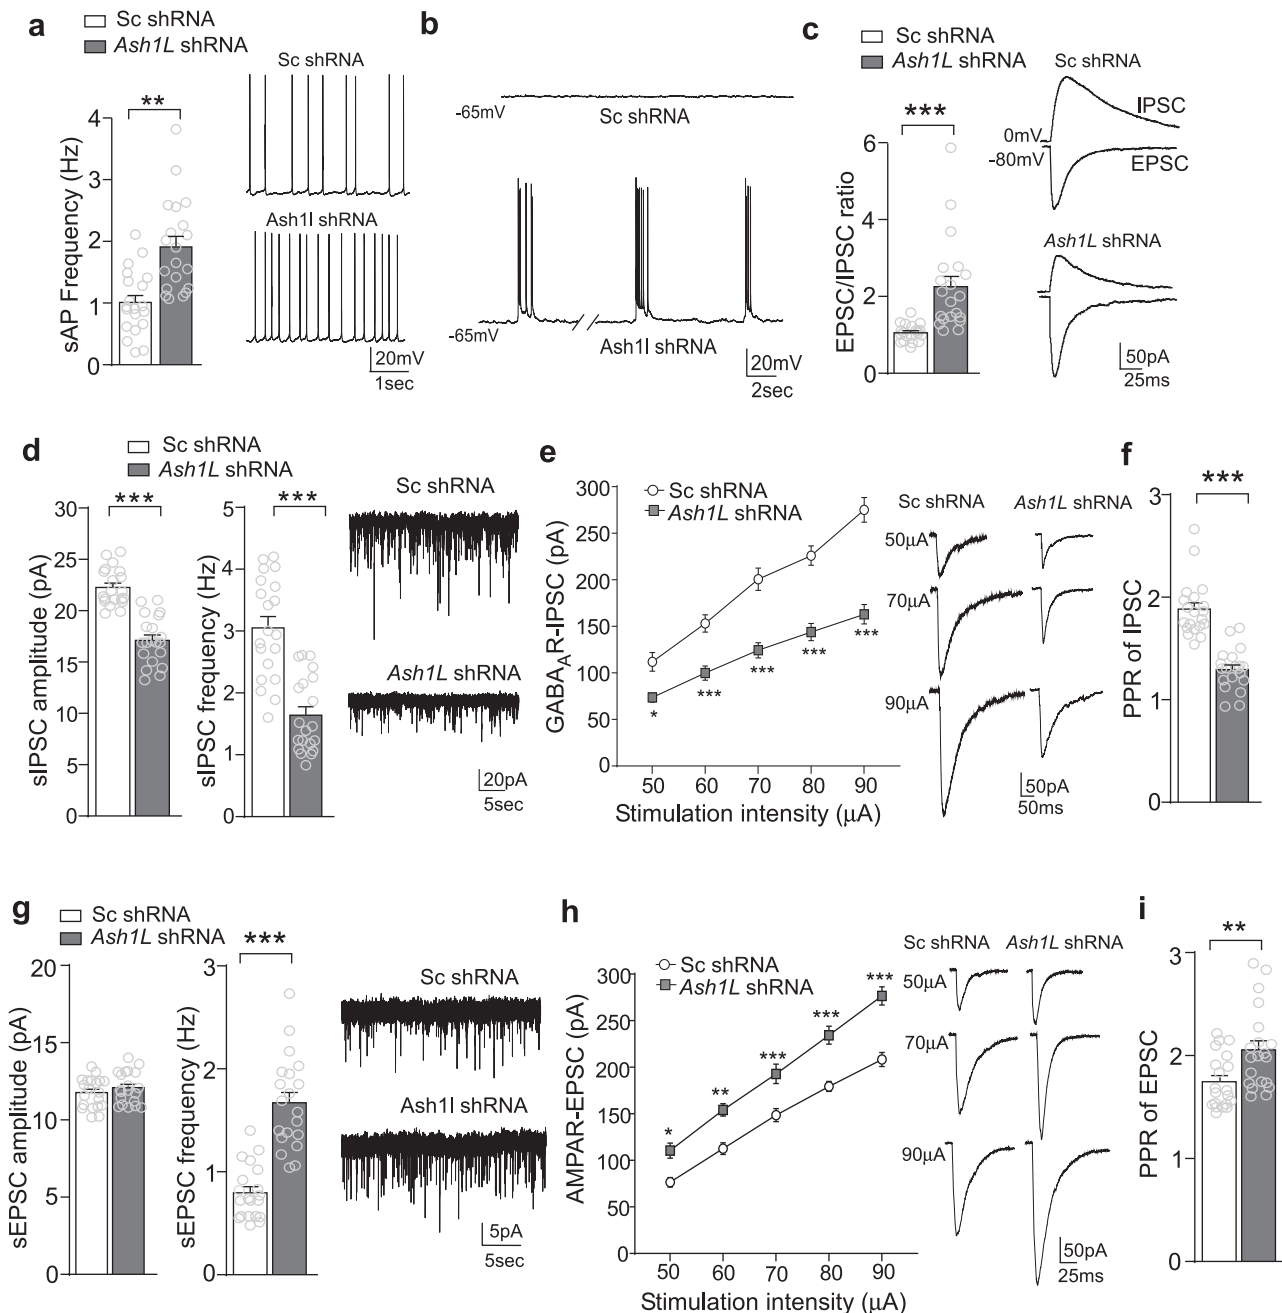 a
Sc shRNA
Ash1L shRNA
**
sAP Frequency (Hz)
4
3
2
1
0
Sc shRNA
Ash1l shRNA
20mV
1sec
b
-65mV
Sc shRNA
-65mV
Ash1l shRNA
20mV
2sec
c
Sc shRNA
Ash1L shRNA
***
EPSC/IPSC ratio
6
4
2
0
Sc shRNA
IPSC
0mV
-80mV
EPSC
Ash1L shRNA
50pA
25ms
d
Sc shRNA
Ash1L shRNA
***
sIPSC amplitude (pA)
30
25
20
15
10
5
0
***
sIPSC frequency (Hz)
5
4
3
2
1
0
Sc shRNA
Ash1L shRNA
20pA
5sec
e
Sc shRNA
Ash1L shRNA
GABAAR-IPSC (pA)
300
250
200
150
100
50
0
* *** *** *** ***
50 60 70 80 90
Stimulation intensity (μA)
Sc shRNA Ash1L shRNA
50μA
70μA
90μA
50pA
50ms
f
***
PPR of IPSC
3
2
1
0
g
Sc shRNA
Ash1L shRNA
sEPSC amplitude (pA)
20
15
10
5
0
***
sEPSC frequency (Hz)
3
2
1
0
Sc shRNA
Ash1l shRNA
5pA
5sec
h
Sc shRNA
Ash1L shRNA
AMPAR-EPSC (pA)
300
250
200
150
100
50
0
* ** *** *** ***
50 60 70 80 90
Stimulation intensity (μA)
Sc shRNA Ash1L shRNA
50μA
70μA
90μA
50pA
25ms
i
**
PPR of EPSC
3
2
1
0